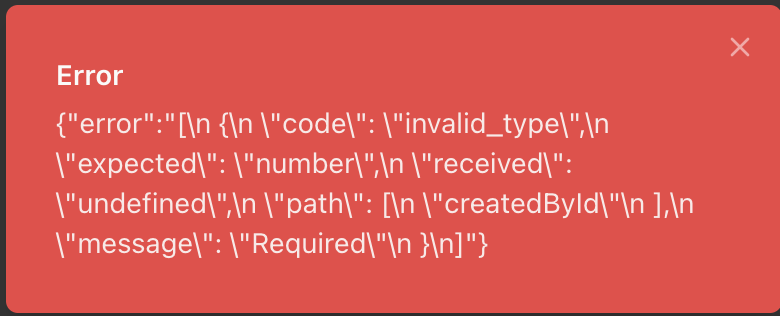 Error
{"error":"[\n {\n \"code\": \"invalid_type\",\n
\"expected\": \"number\",\n \"received\":
\"undefined\",\n \"path\": [\n \"createdById\"\n ],\n
\"message\": \"Required\"\n }\n]"}